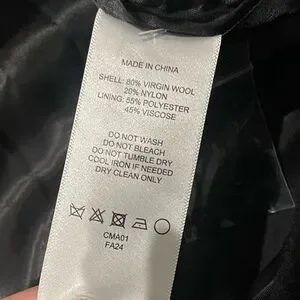 MADE IN CHINA
SHELL: 80% VIRGIN WOOL
20% NYLON
LINING: 55% POLYESTER
45% VISCOSE
DO NOT WASH
DO NOT BLEACH
DO NOT TUMBLE DRY
COOL IRON IF NEEDED
DRY CLEAN ONLY
CMA01
FA24